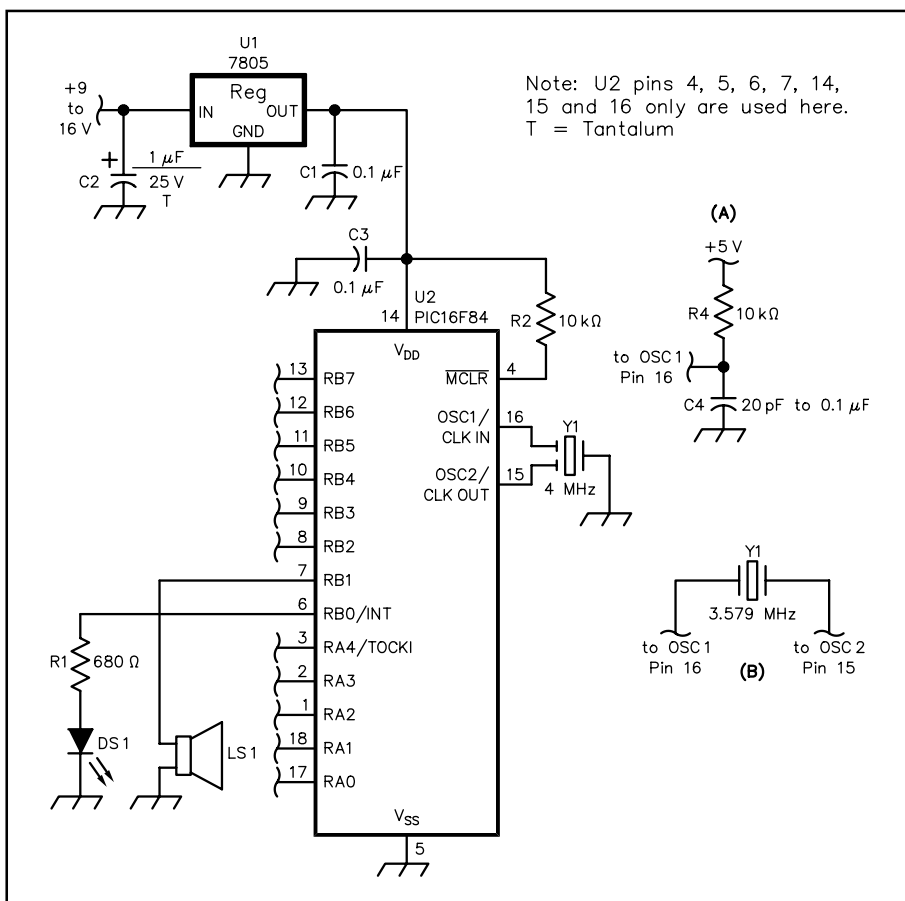 U1
7805
Reg
IN
OUT
GND
+9
to
16 V
C2
+
1 µF
25 V
T
C1
0.1 µF
Note: U2 pins 4, 5, 6, 7, 14,
15 and 16 only are used here.
T = Tantalum
C3
0.1 µF
U2
PIC16F84
14
VDD
R2
10 kΩ
4
MCLR
16
OSC1/
CLK IN
15
OSC2/
CLK OUT
Y1
4 MHz
13
RB7
12
RB6
11
RB5
10
RB4
9
RB3
8
RB2
7
RB1
6
RB0/INT
3
RA4/TOCKI
2
RA3
1
RA2
18
RA1
17
RA0
VSS
5
R1
680 Ω
DS1
LS1
(A)
+5 V
R4
10 kΩ
to OSC1
Pin 16
C4
20 pF to 0.1 µF
Y1
3.579 MHz
to OSC1
Pin 16
to OSC2
Pin 15
(B)